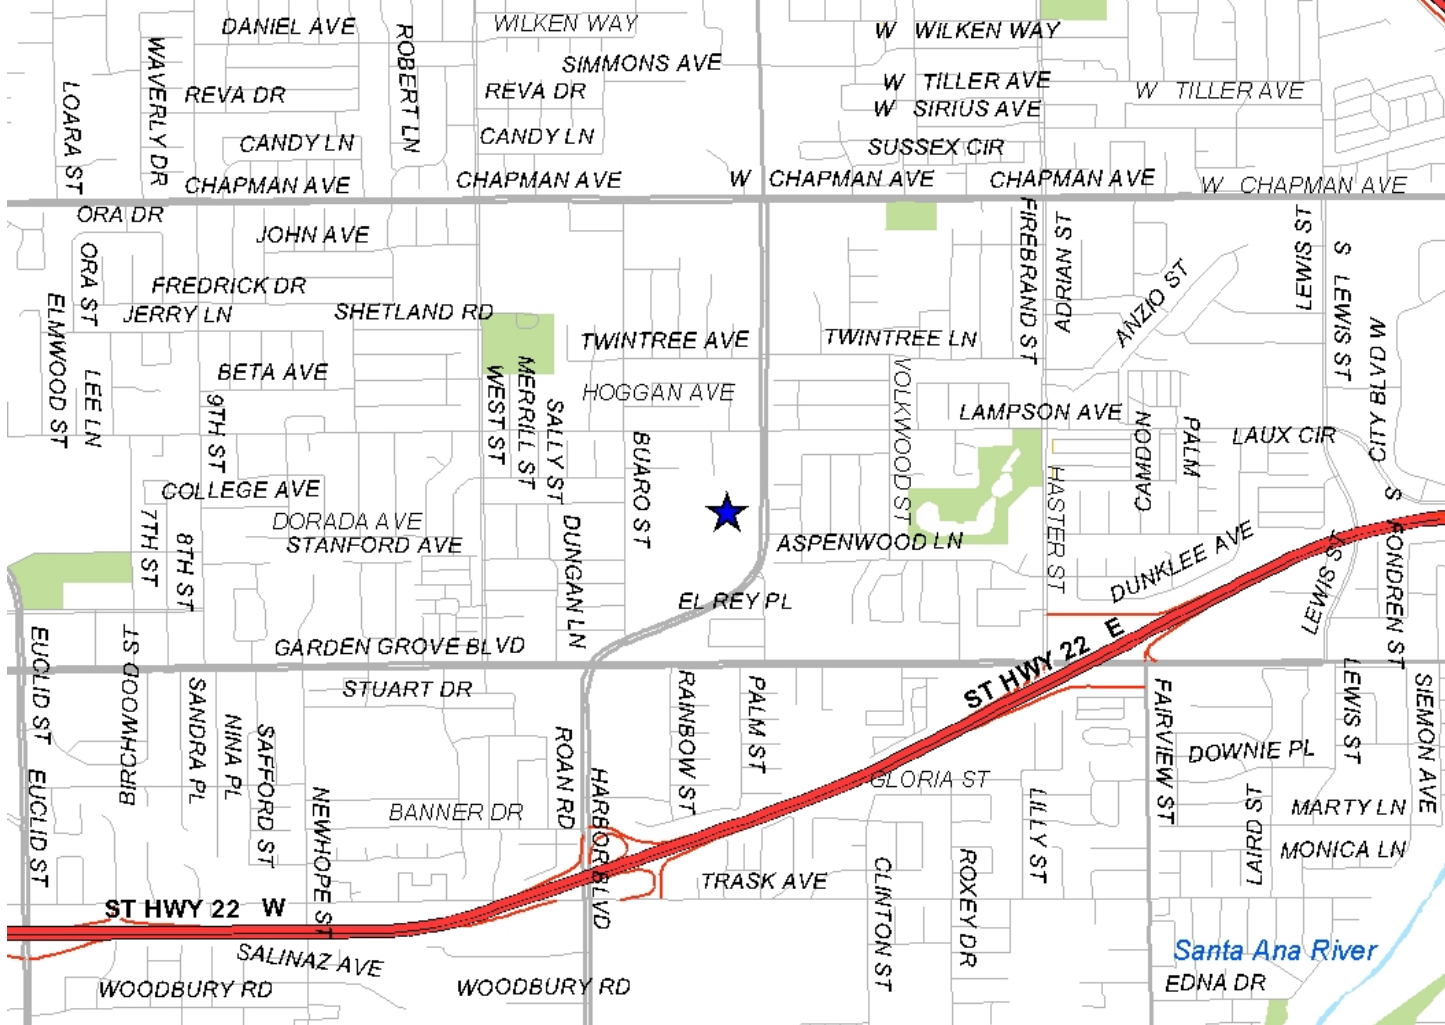 DANIEL AVE
WILKEN WAY
W WILKEN WAY
ROBERT LN
WAVERLY DR
SIMMONS AVE
LOARA ST
REVA DR
REVA DR
W TILLER AVE
W TILLER AVE
W SIRIUS AVE
CANDY LN
CANDY LN
SUSSEX CIR
CHAPMAN AVE
CHAPMAN AVE
W CHAPMAN AVE
CHAPMAN AVE
W CHAPMAN AVE
ORA DR
JOHN AVE
ORA ST
FIREBRAND ST
ADRIAN ST
LEWIS ST
S LEWIS ST
FREDRICK DR
ELMWOOD ST
JERRY LN
SHETLAND RD
ANZIO ST
TWINTREE AVE
TWINTREE LN
CITY BLVD W
LEE LN
BETA AVE
WEST ST
MERRILL ST
HOGGAN AVE
VOLKWOOD ST
9TH ST
SALLY ST
LAMPSON AVE
CAMDON
PALM
LAUX CIR
BUARO ST
HASTER ST
COLLEGE AVE
7TH ST
8TH ST
DORADA AVE
STANFORD AVE
DUNGAN LN
ASPENWOOD LN
DUNKLEE AVE
LEWIS ST
S FONDREN ST
EL REY PL
EUCLID ST
BIRCHWOOD ST
GARDEN GROVE BLVD
ST HWY 22 E
STUART DR
SANDRA PL
NINA PL
SAFFORD ST
RAINBOW ST
PALM ST
FAIRVIEW ST
LEWIS ST
SIEMON AVE
ROAN RD
DOWNIE PL
EUCLID ST
NEWHOPE ST
BANNER DR
HARBOR BLVD
GLORIA ST
LILLY ST
LAIRD ST
MARTY LN
MONICA LN
TRASK AVE
CLINTON ST
ROXEY DR
ST HWY 22 W
SALINAZ AVE
Santa Ana River
WOODBURY RD
WOODBURY RD
EDNA DR